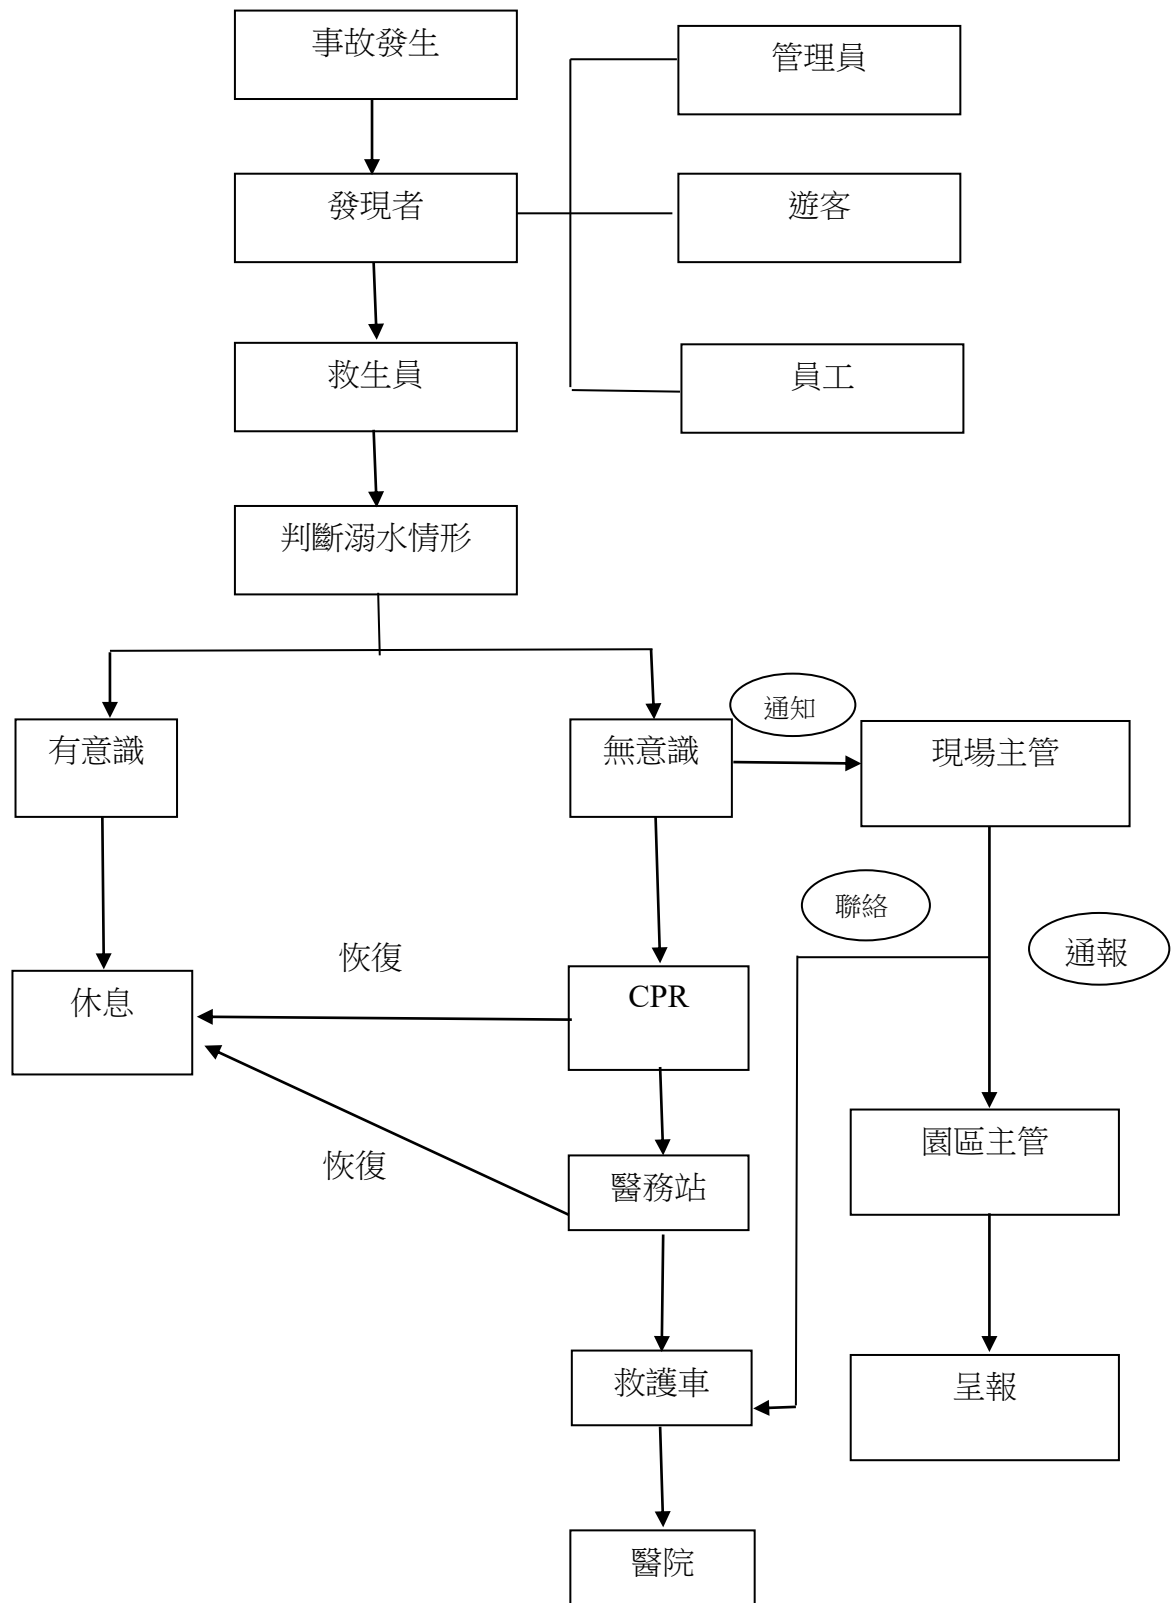 事故發生
管理員
發現者
遊客
救生員
員工
判斷溺水情形
通知
有意識
無意識
現場主管
聯絡
通報
恢復
休息
CPR
園區主管
恢復
醫務站
救護車
呈報
醫院